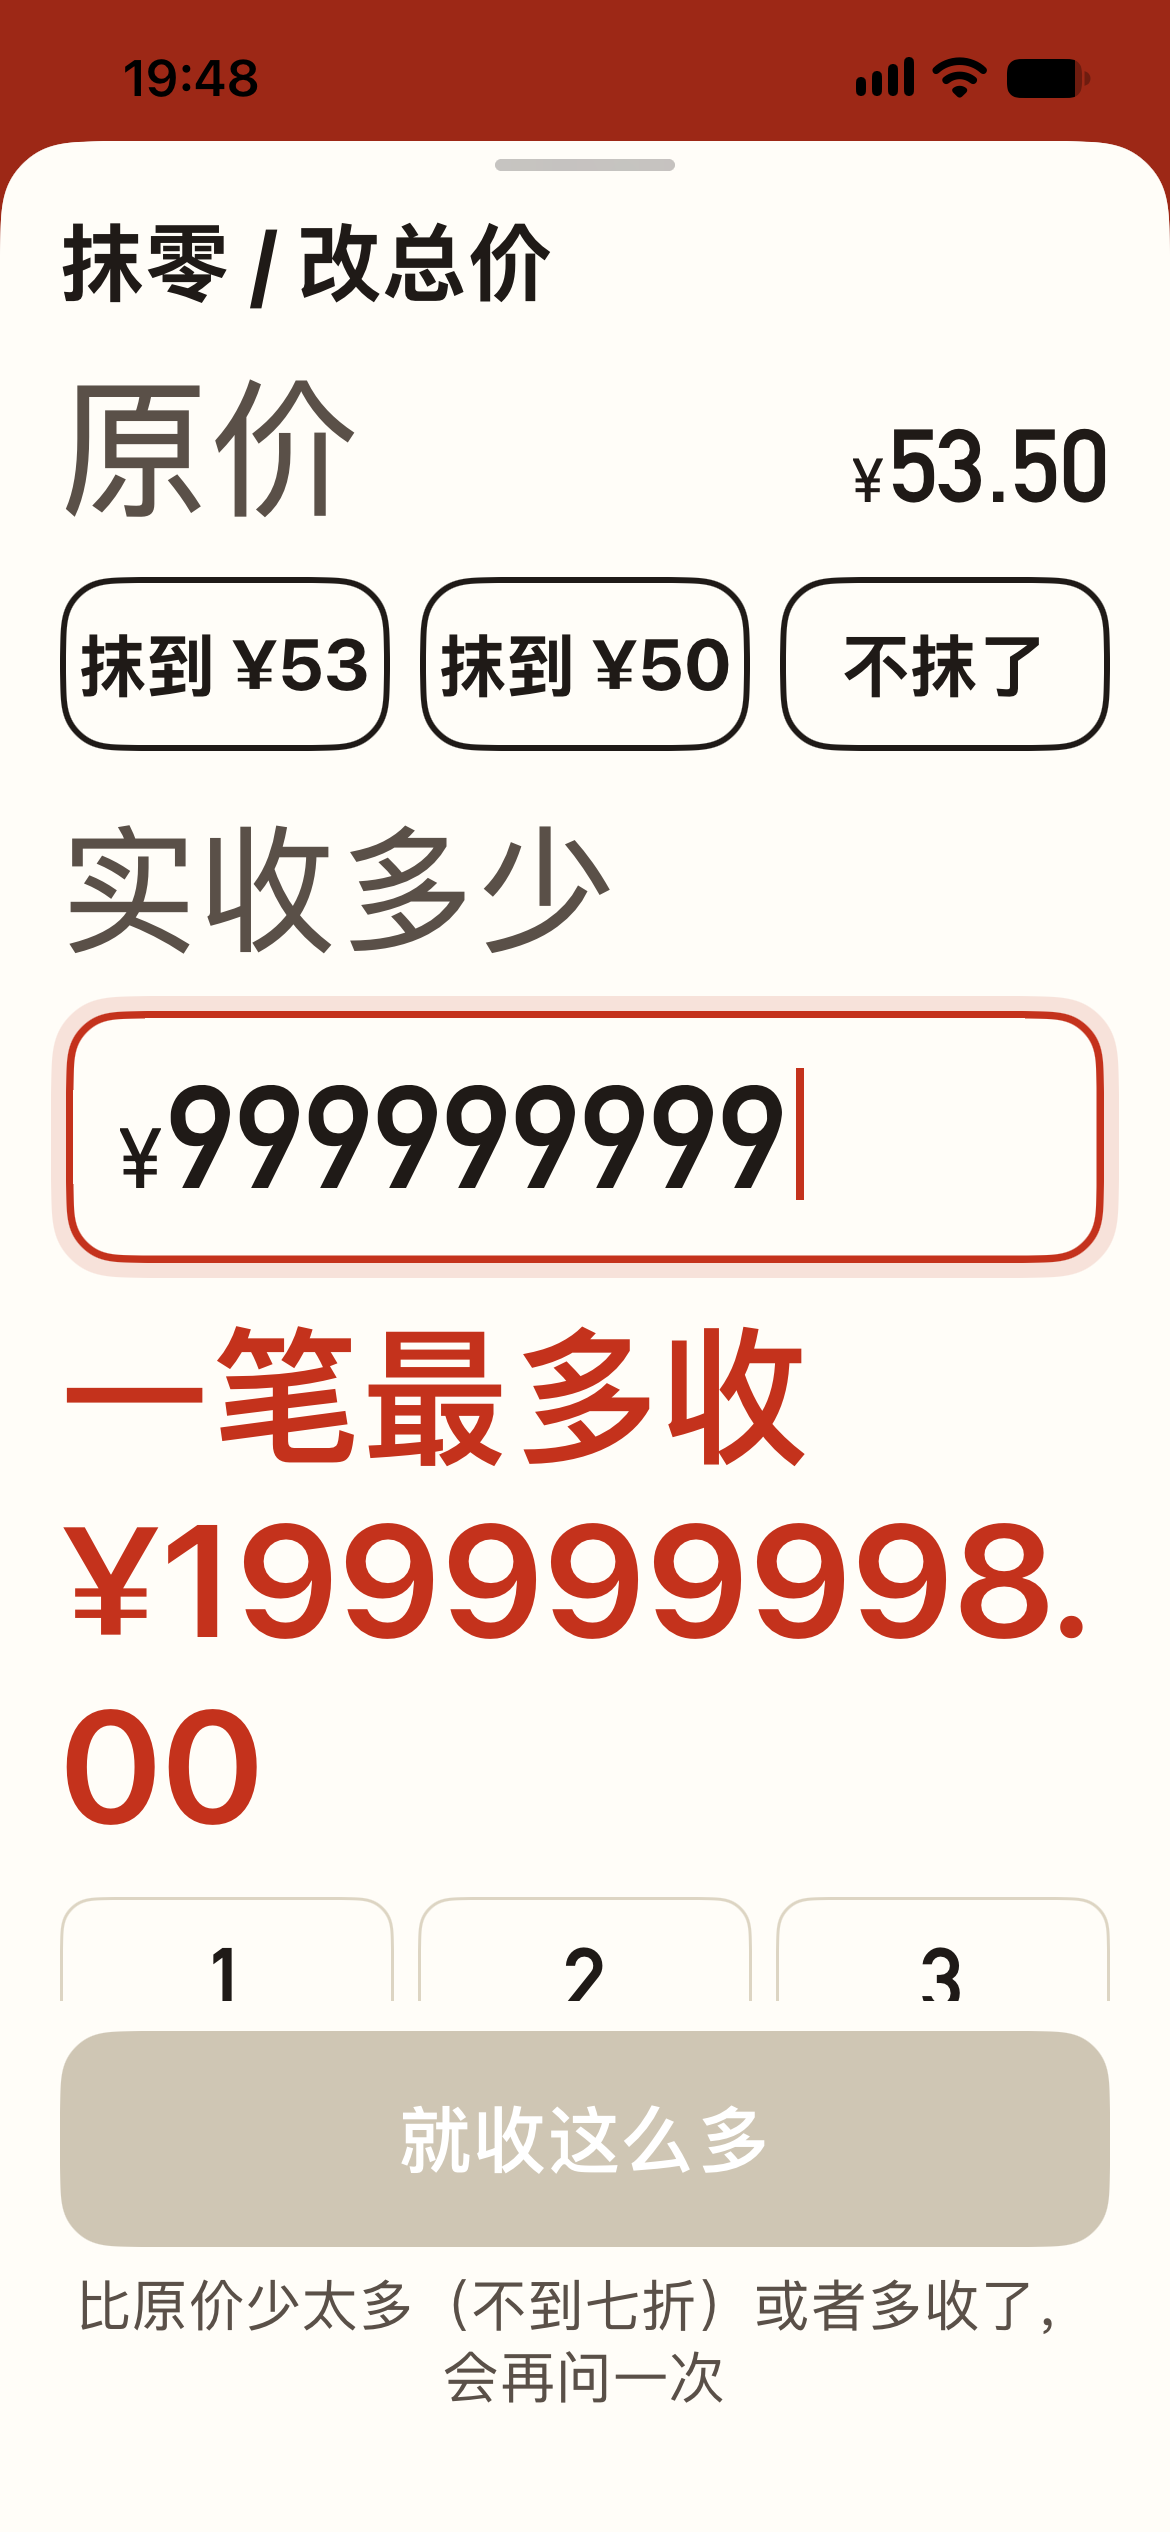 19:48
抹零 / 改总价
原价
¥53.50
抹到 ¥53
抹到 ¥50
不抹了
实收多少
¥999999999
一笔最多收
¥19999998.
00
1
2
3
就收这么多
比原价少太多（不到七折）或者多收了，
会再问一次